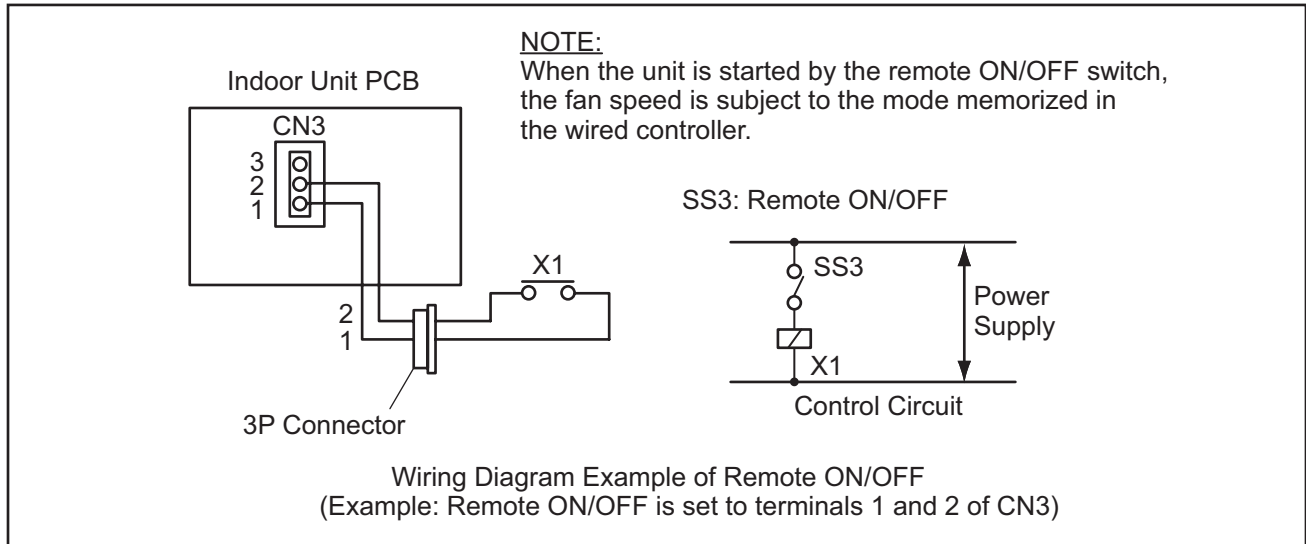 NOTE:
When the unit is started by the remote ON/OFF switch,
the fan speed is subject to the mode memorized in
the wired controller.
Indoor Unit PCB
CN3
3
2
1
2
1
X1
3P Connector
SS3: Remote ON/OFF
SS3
X1
Power
Supply
Control Circuit
Wiring Diagram Example of Remote ON/OFF
(Example: Remote ON/OFF is set to terminals 1 and 2 of CN3)